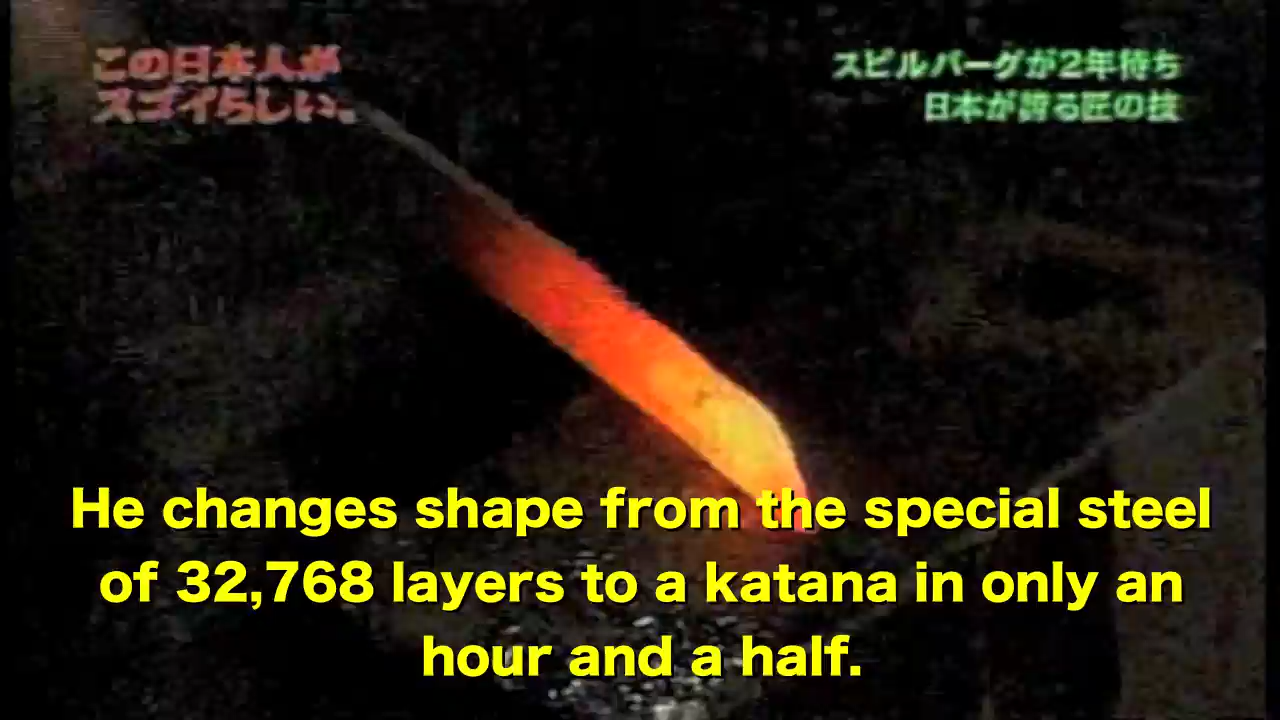 この日本人が
スゴイらしい。
スピルバーグが2年待ち
日本が誇る匠の技
He changes shape from the special steel
of 32,768 layers to a katana in only an
hour and a half.